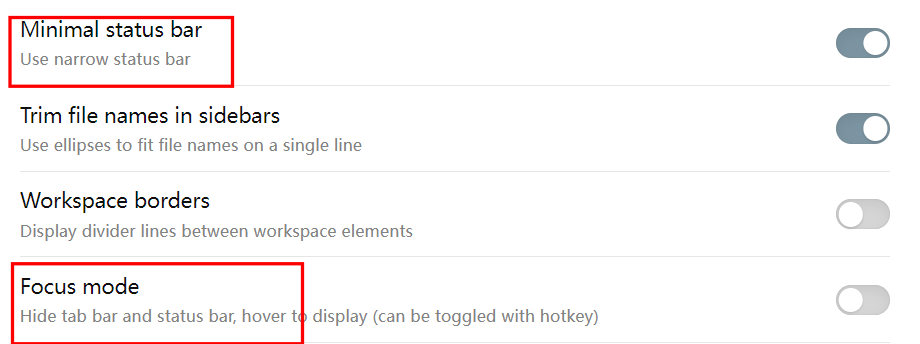 Minimal status bar
Use narrow status bar
Trim file names in sidebars
Use ellipses to fit file names on a single line
Workspace borders
Display divider lines between workspace elements
Focus mode
Hide tab bar and status bar, hover to display (can be toggled with hotkey)